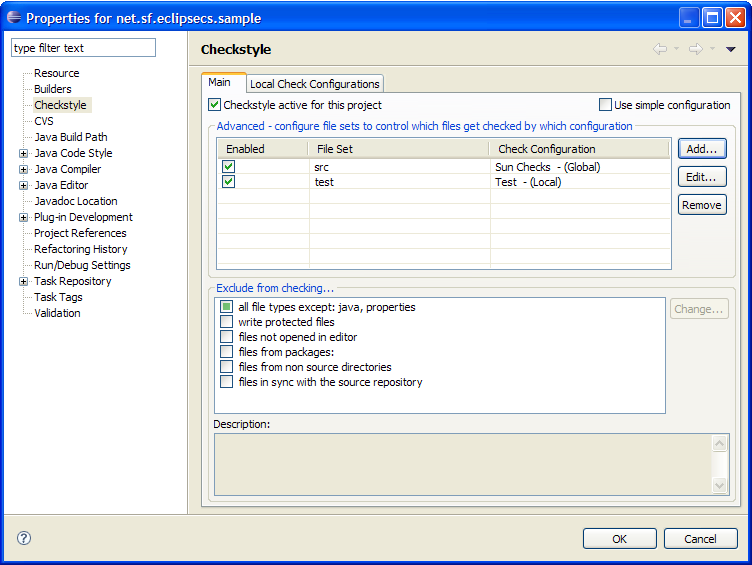 Properties for net.sf.eclipsecs.sample
type filter text
Resource
Builders
Checkstyle
CVS
Java Build Path
Java Code Style
Java Compiler
Java Editor
Javadoc Location
Plug-in Development
Project References
Refactoring History
Run/Debug Settings
Task Repository
Task Tags
Validation
Checkstyle
Main
Local Check Configurations
Checkstyle active for this project
Use simple configuration
Advanced - configure file sets to control which files get checked by which configuration
Enabled File Set Check Configuration
src Sun Checks - (Global)
test Test - (Local)
Add...
Edit...
Remove
Exclude from checking...
all file types except: java, properties
write protected files
files not opened in editor
files from packages:
files from non source directories
files in sync with the source repository
Change...
Description:
?
OK
Cancel